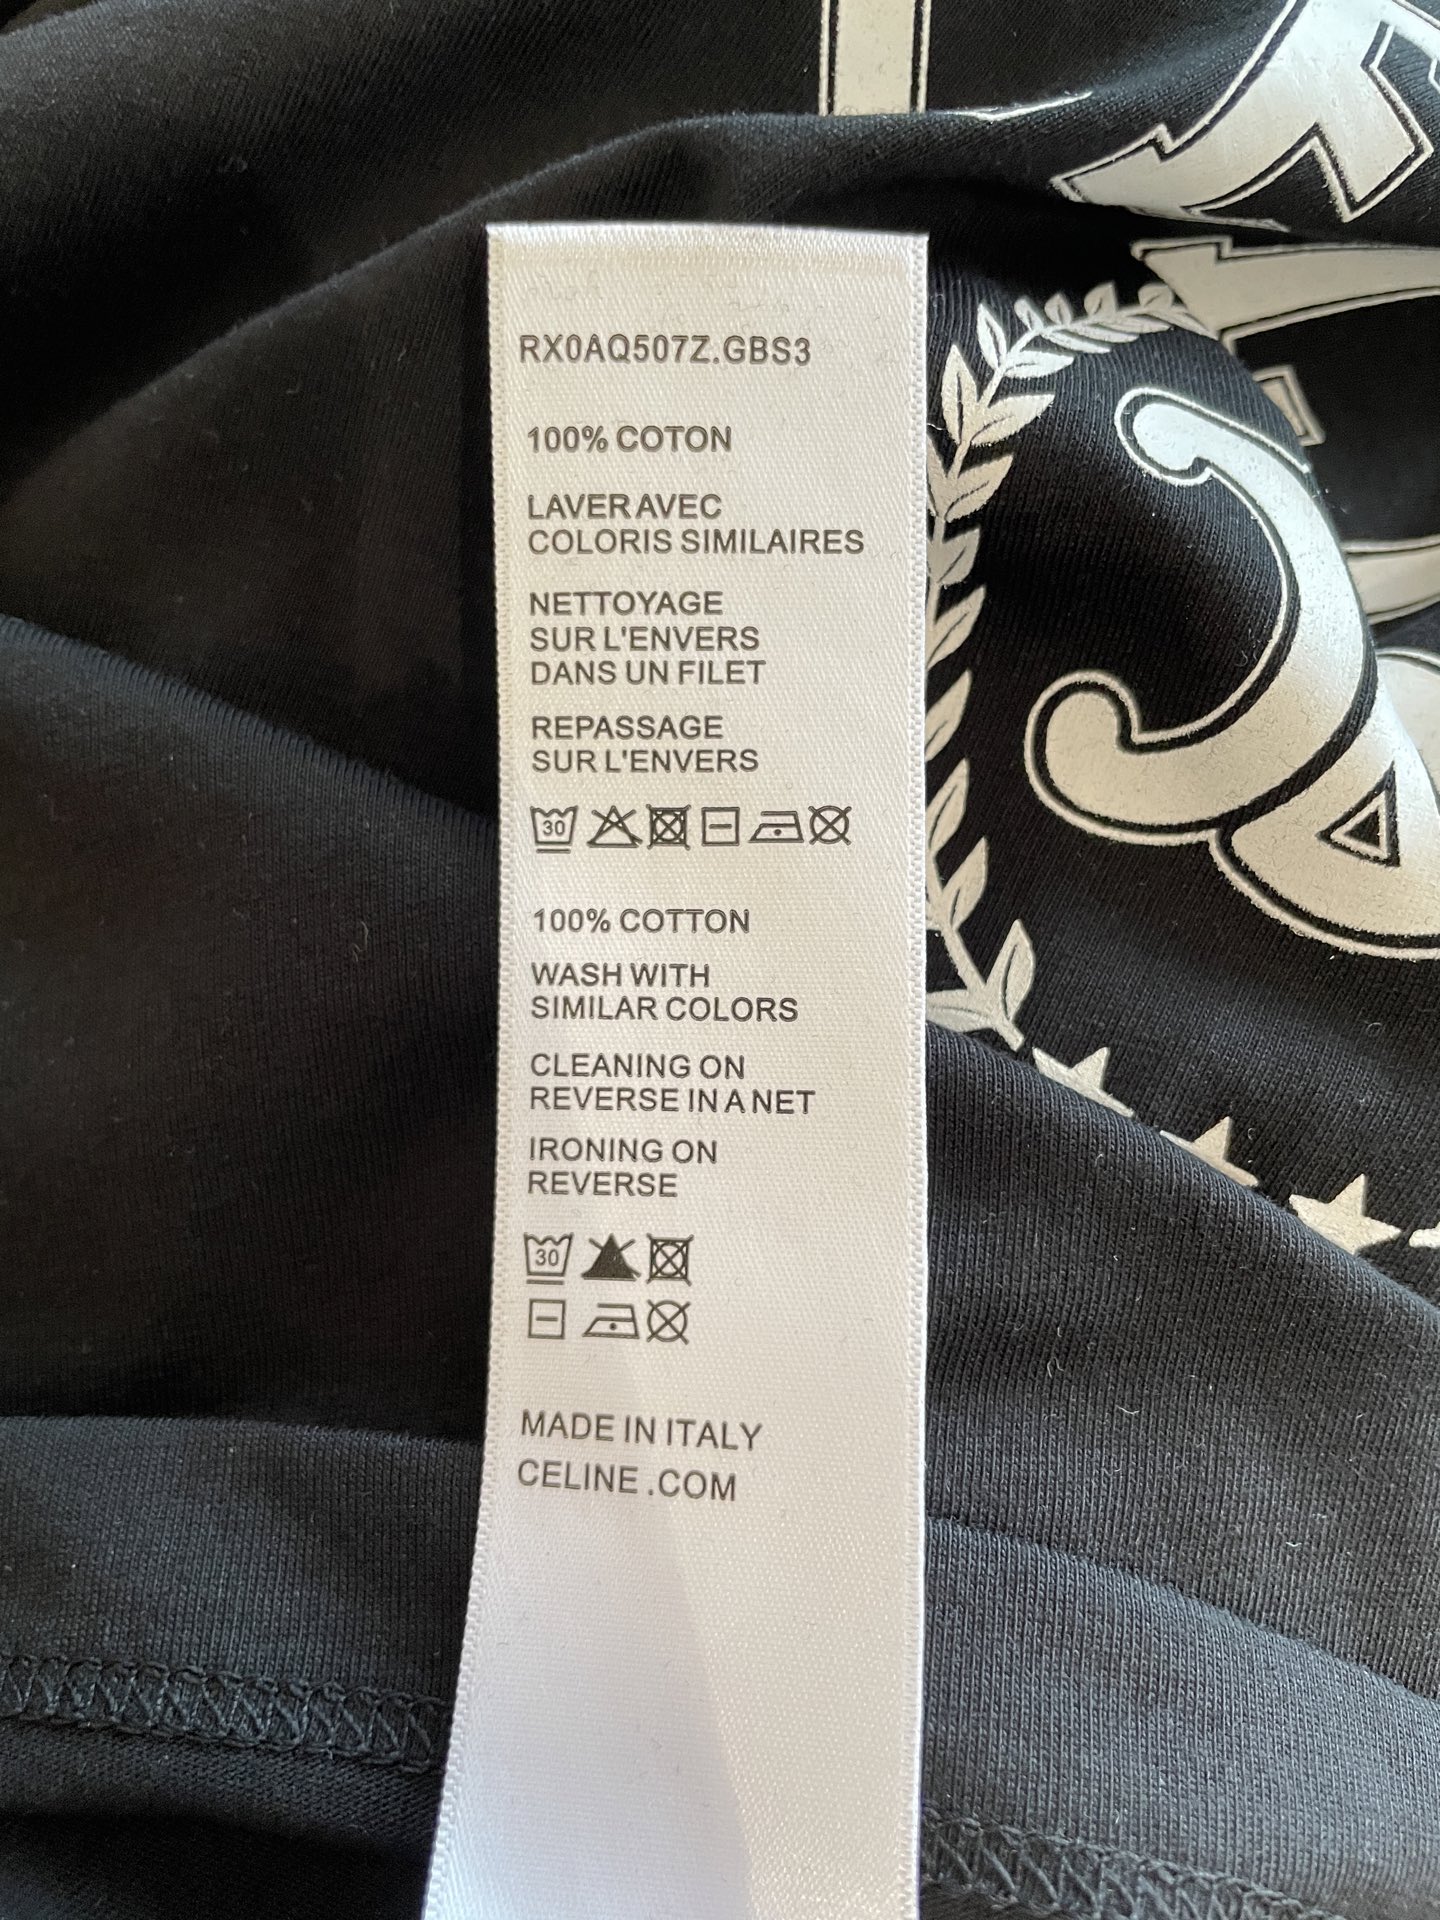 RX0AQ507Z.GBS3
100% COTON
LAVER AVEC
COLORIS SIMILAIRES
NETTOYAGE
SUR L'ENVERS
DANS UN FILET
REPASSAGE
SUR L'ENVERS
30
100% COTTON
WASH WITH
SIMILAR COLORS
CLEANING ON
REVERSE IN A NET
IRONING ON
REVERSE
30
MADE IN ITALY
CELINE .COM